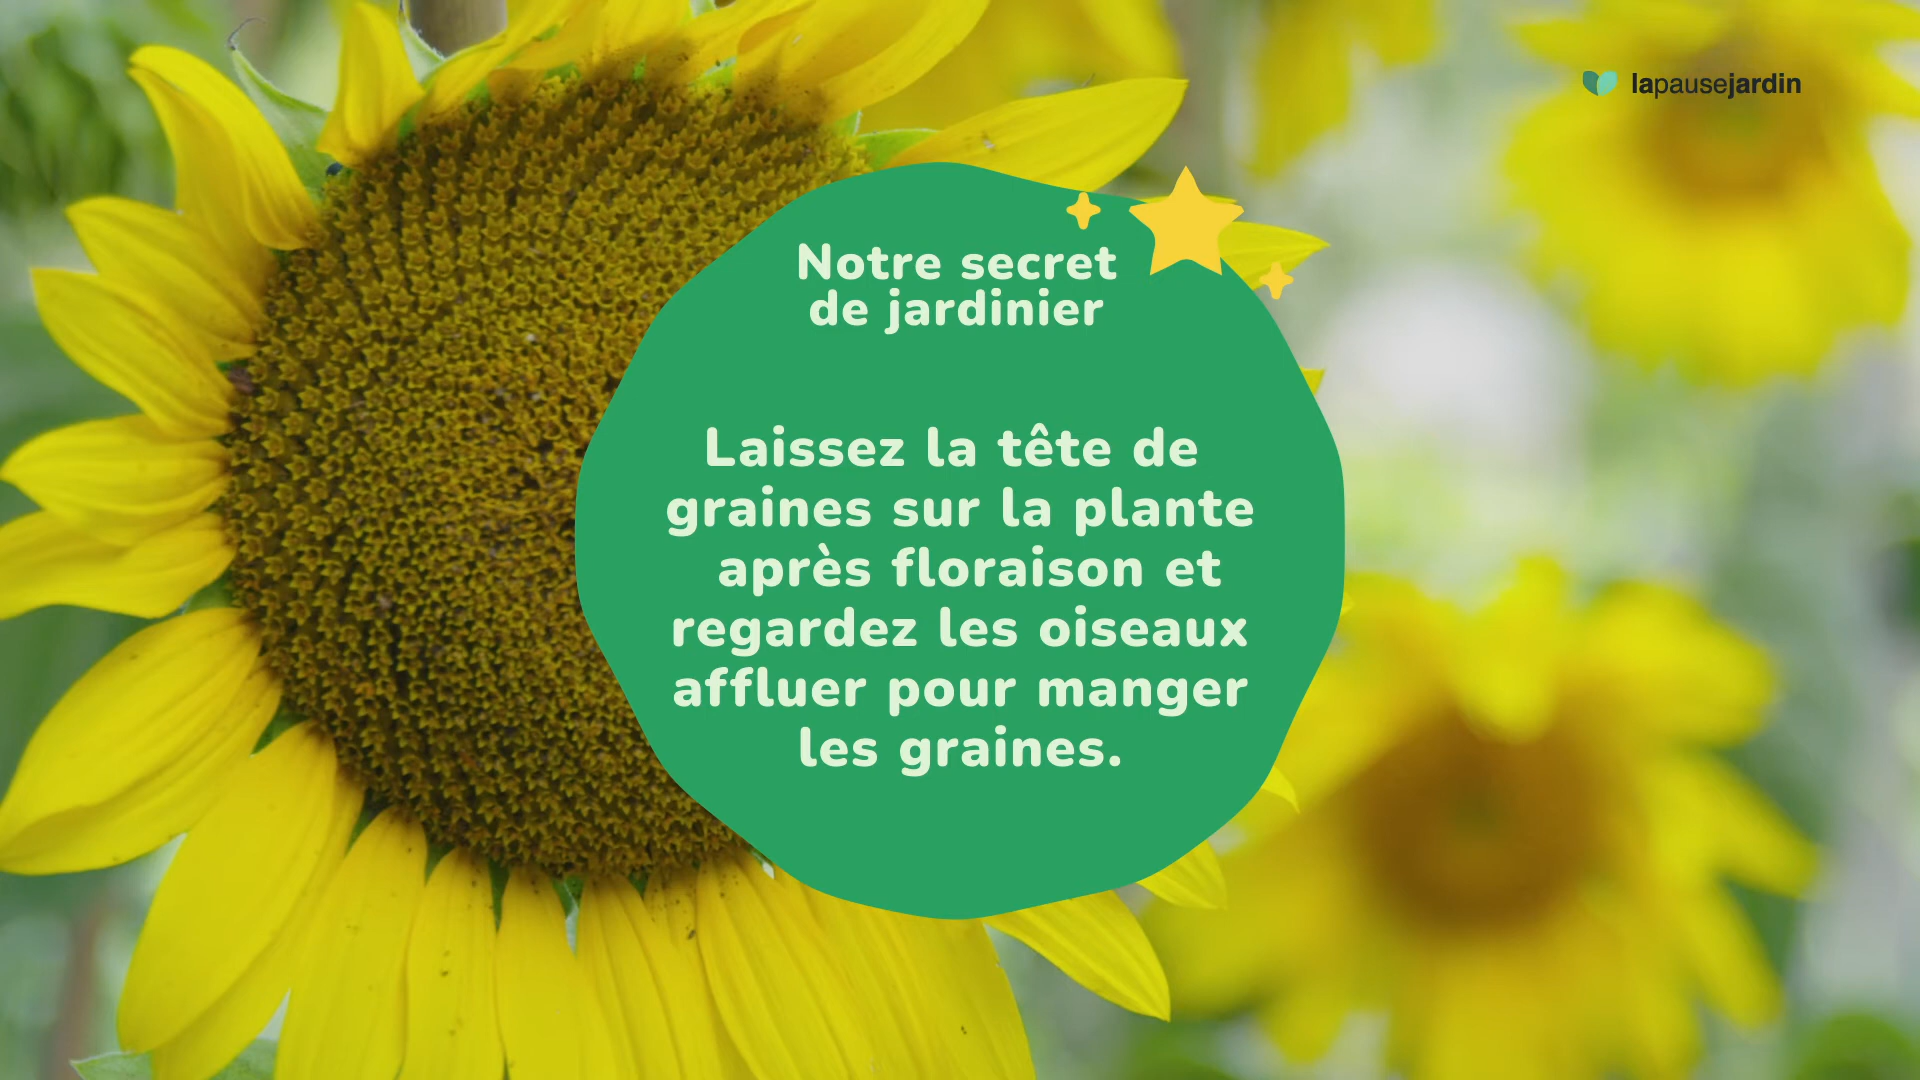 lapausejardin
Notre secret
de jardinier
Laissez la tête de
graines sur la plante
après floraison et
regardez les oiseaux
affluer pour manger
les graines.